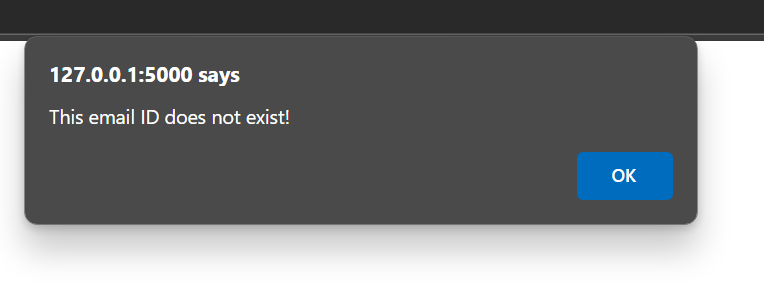 127.0.0.1:5000 says
This email ID does not exist!
OK